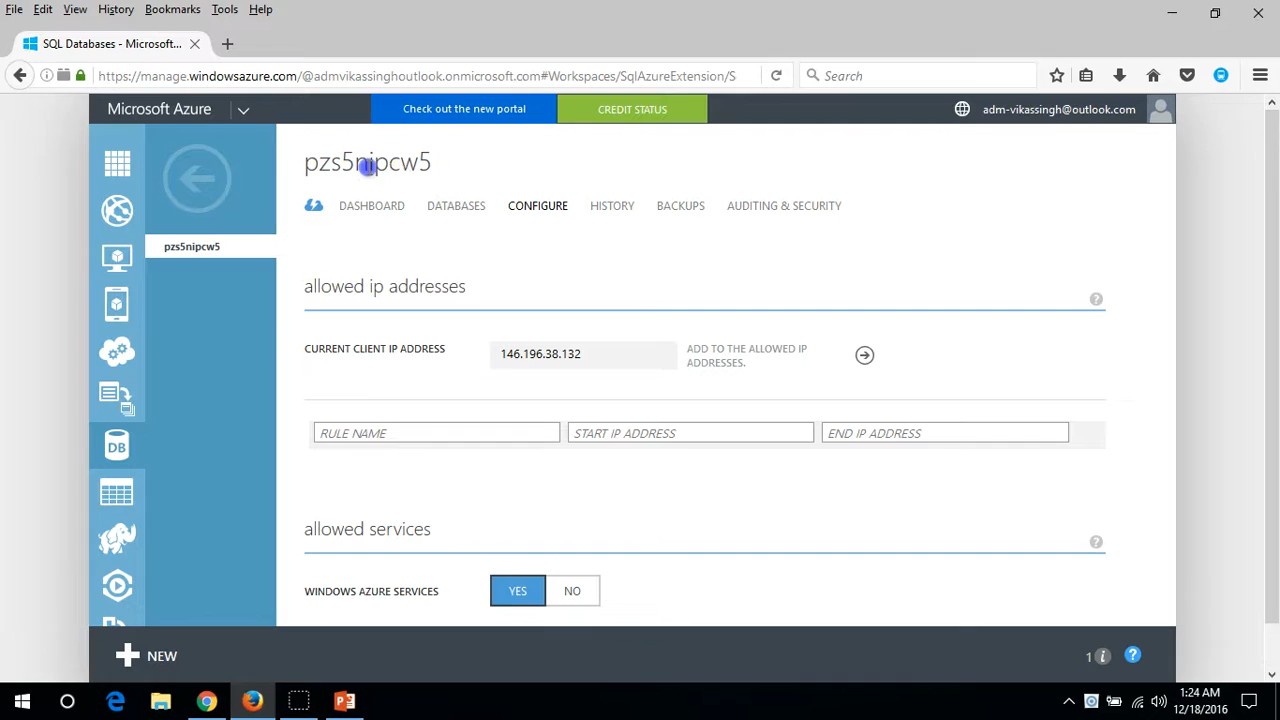 File Edit View History Bookmarks Tools Help
SQL Databases - Microsoft...
https://manage.windowsazure.com/@admvikassinghoutlook.onmicrosoft.com#Workspaces/SqlAzureExtension/S
Search
Microsoft Azure
Check out the new portal
CREDIT STATUS
adm-vikassingh@outlook.com
pzs5nipcw5
DASHBOARD DATABASES CONFIGURE HISTORY BACKUPS AUDITING & SECURITY
pzs5nipcw5
allowed ip addresses
?
CURRENT CLIENT IP ADDRESS
146.196.38.132
ADD TO THE ALLOWED IP
ADDRESSES.
RULE NAME START IP ADDRESS END IP ADDRESS
DB
allowed services
?
WINDOWS AZURE SERVICES
YES NO
NEW
1 i ?
1:24 AM
12/18/2016